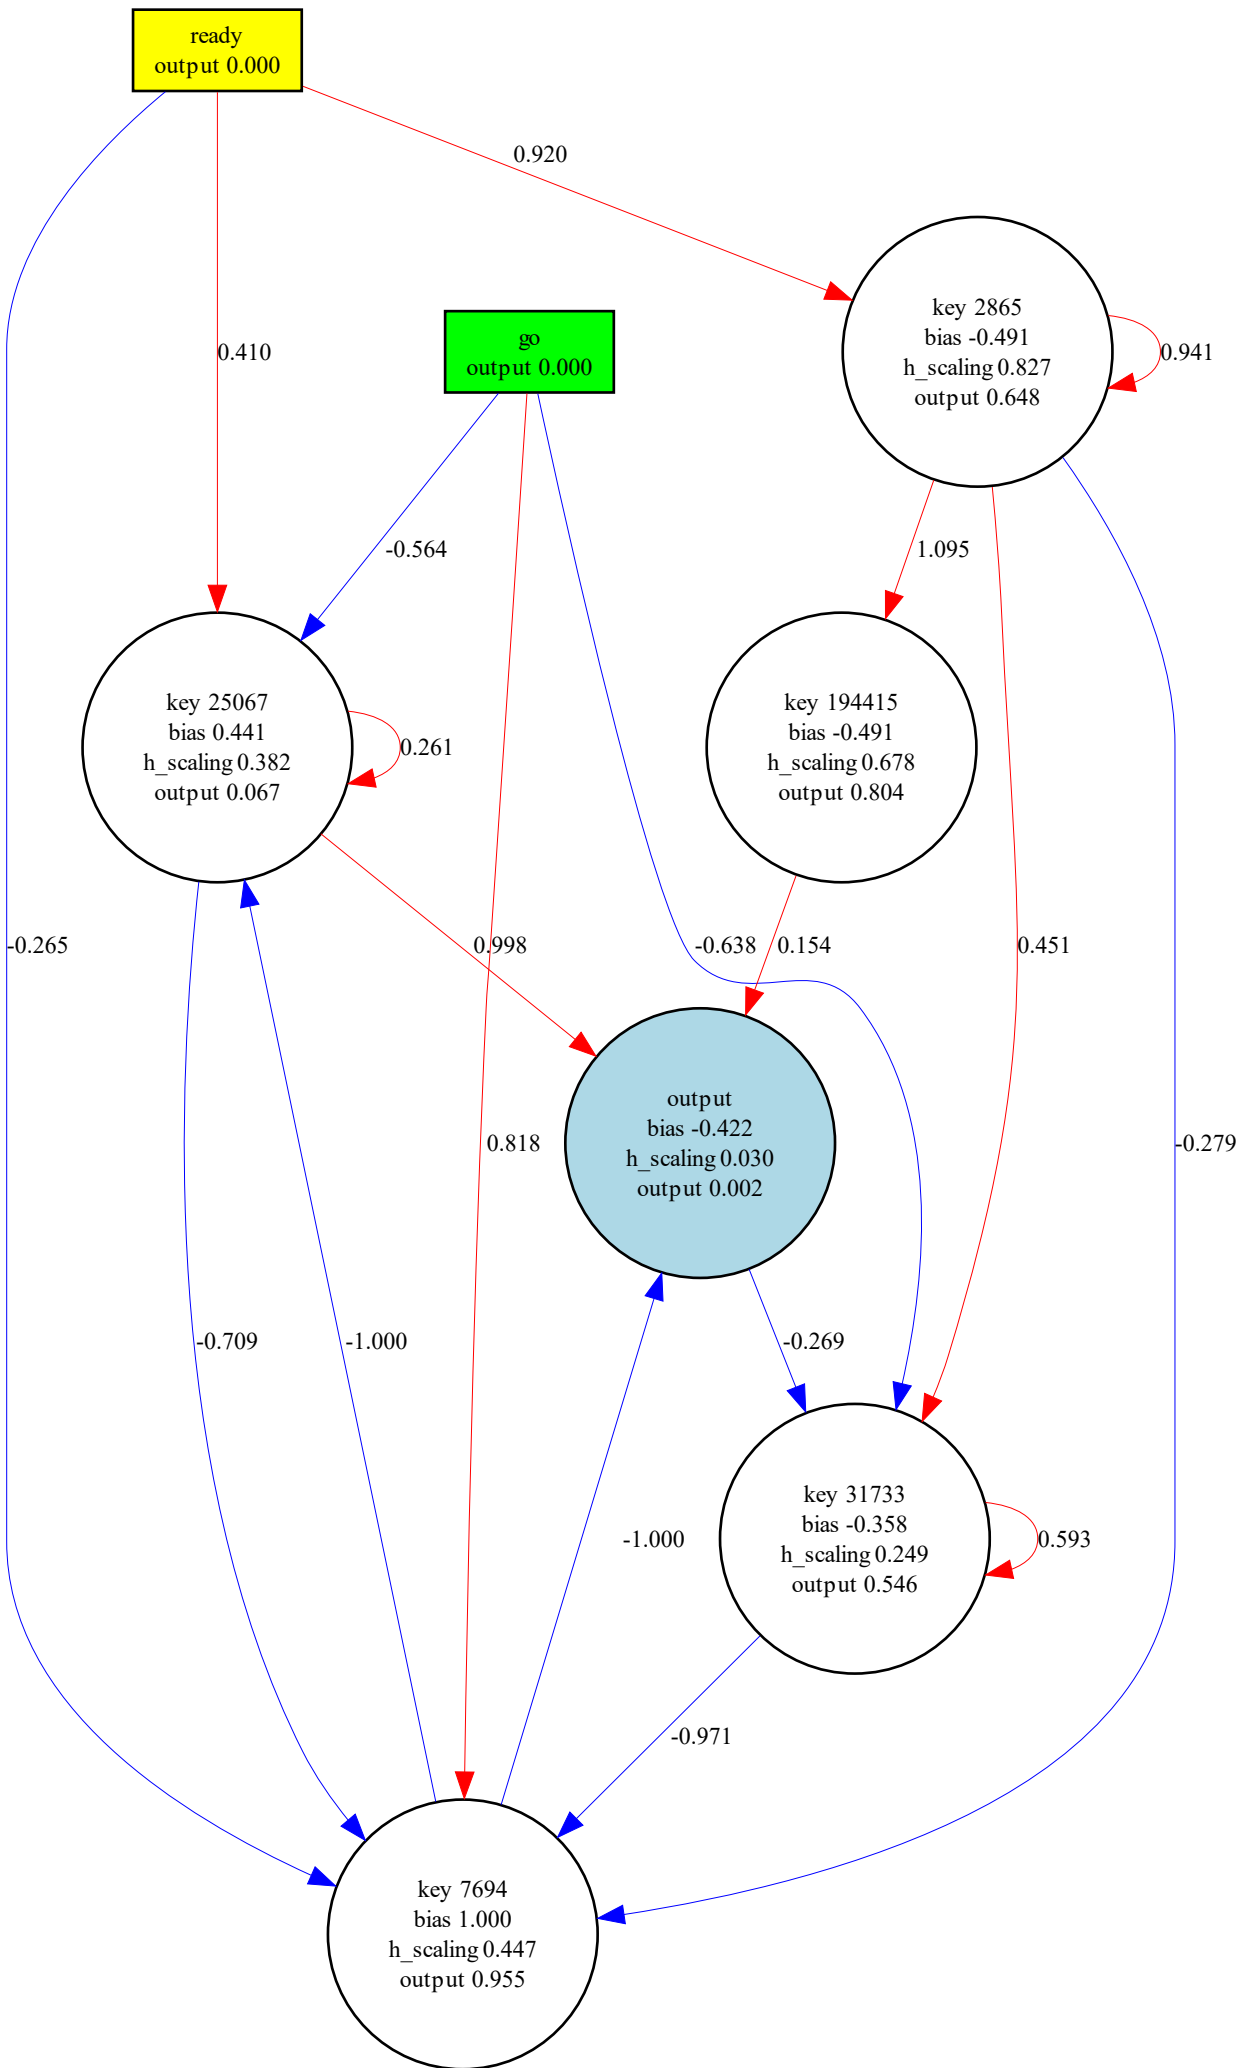 ready
output 0.000
0.920
key 2865
bias -0.491
h_scaling 0.827
output 0.648
0.941
go
output 0.000
0.410
-0.564
1.095
key 25067
bias 0.441
h_scaling 0.382
output 0.067
0.261
key 194415
bias -0.491
h_scaling 0.678
output 0.804
-0.265
0.998
-0.638
0.154
0.451
output
bias -0.422
h_scaling 0.030
output 0.002
0.818
-0.279
-0.709
-1.000
-0.269
key 31733
bias -0.358
h_scaling 0.249
output 0.546
0.593
-1.000
-0.971
key 7694
bias 1.000
h_scaling 0.447
output 0.955